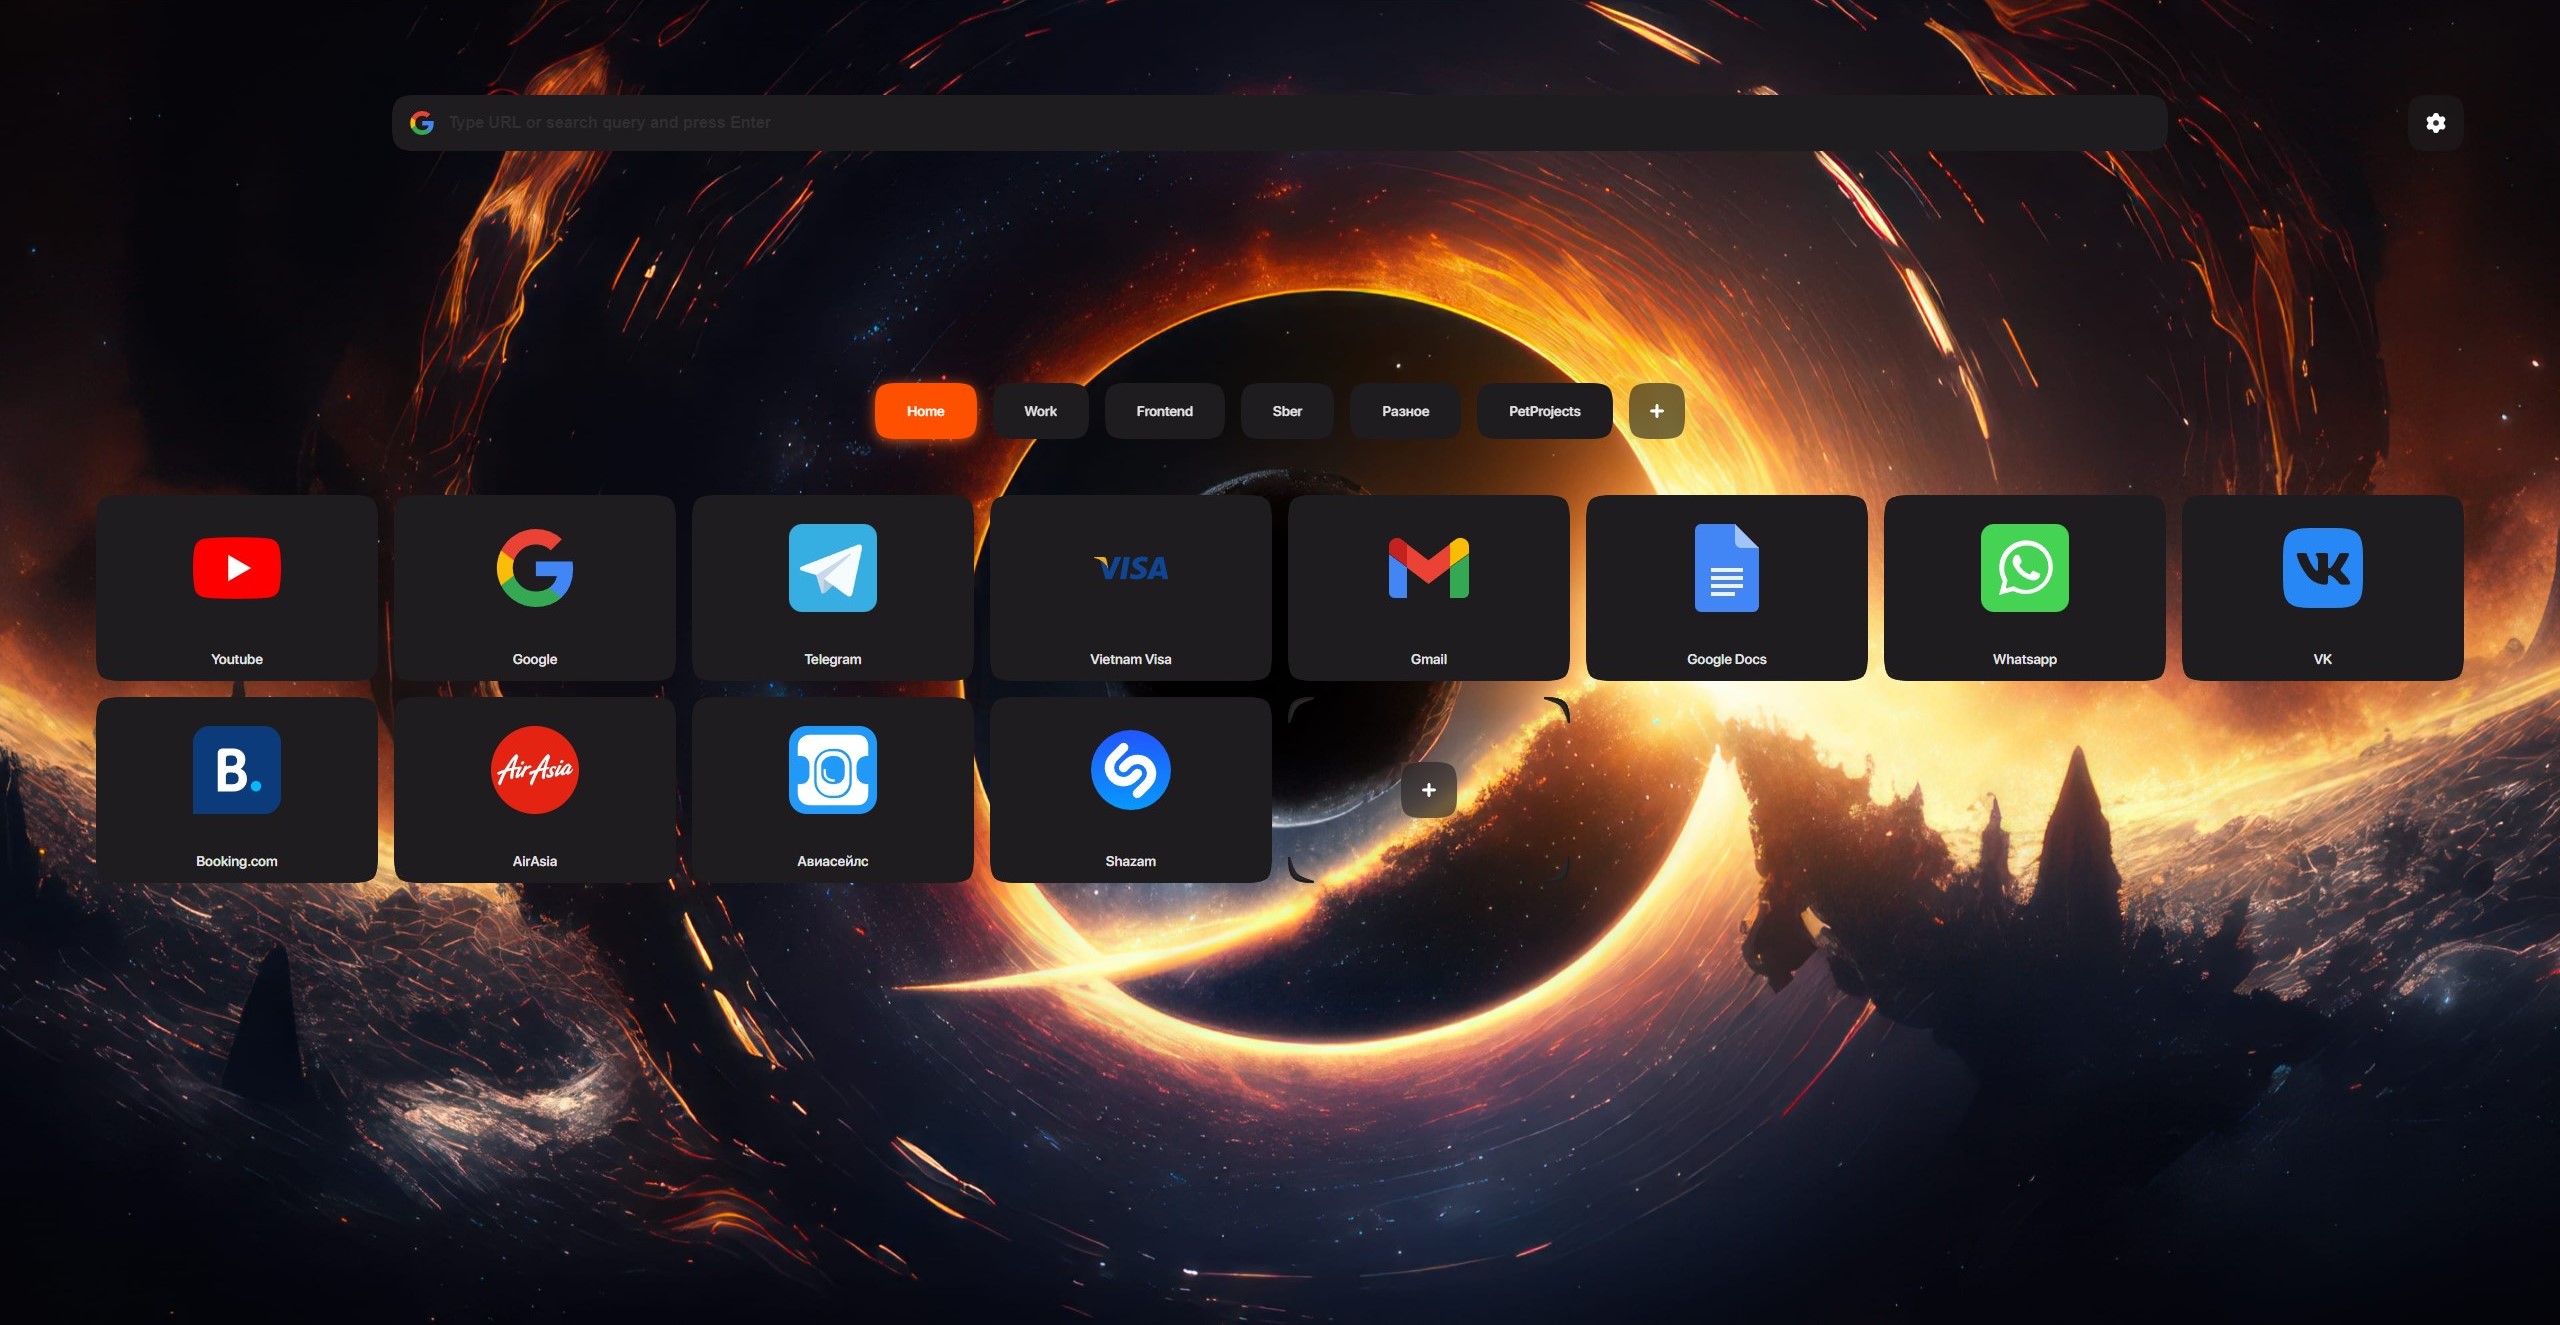 Type URL or search query and press Enter
Home
Work
Frontend
Sber
Разное
PetProjects
VISA
Youtube
Google
Telegram
Vietnam Visa
Gmail
Google Docs
Whatsapp
VK
B.
AirAsia
Booking.com
AirAsia
Авиасейлс
Shazam